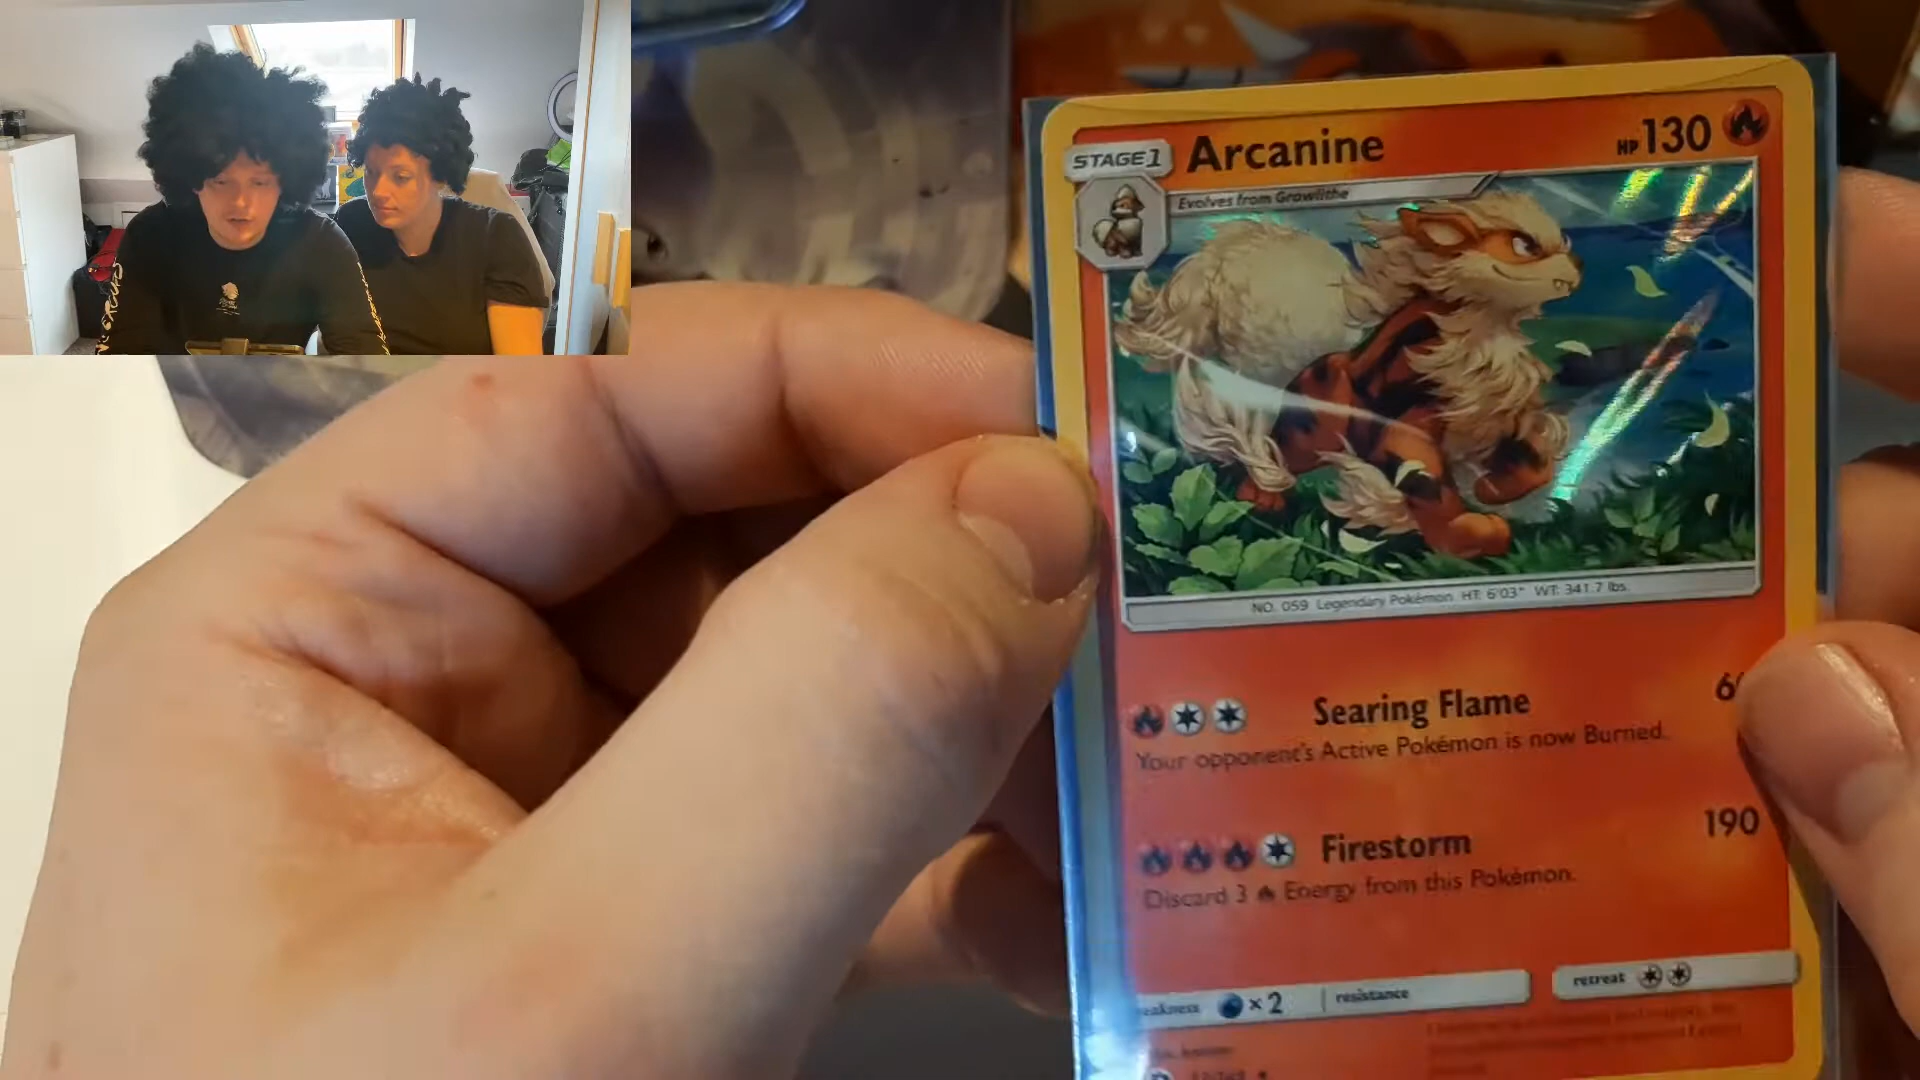 STAGE1 Arcanine HP130
Evolves from Growlithe
NO. 059 Legendary Pokémon HT: 6'03" WT: 341.7 lbs.
Searing Flame
Your opponent's Active Pokémon is now Burned.
Firestorm 190
Discard 3 Energy from this Pokémon.
eakness ×2 resistance retreat